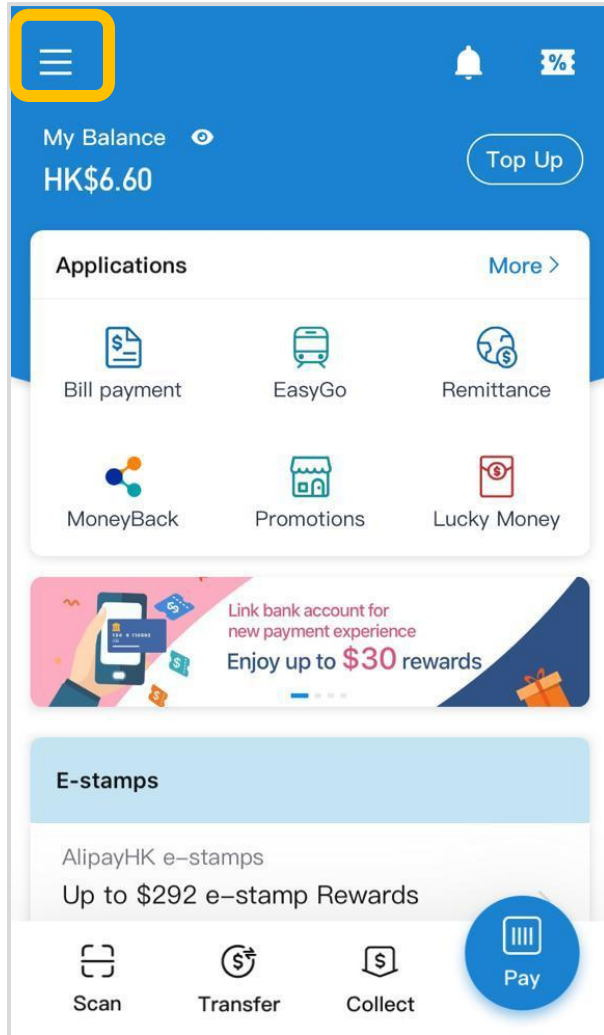 My Balance
HK$6.60
Top Up
Applications
More >
Bill payment
EasyGo
Remittance
MoneyBack
Promotions
Lucky Money
Link bank account for
new payment experience
Enjoy up to $30 rewards
E-stamps
AlipayHK e-stamps
Up to $292 e-stamp Rewards
Scan
Transfer
Collect
Pay